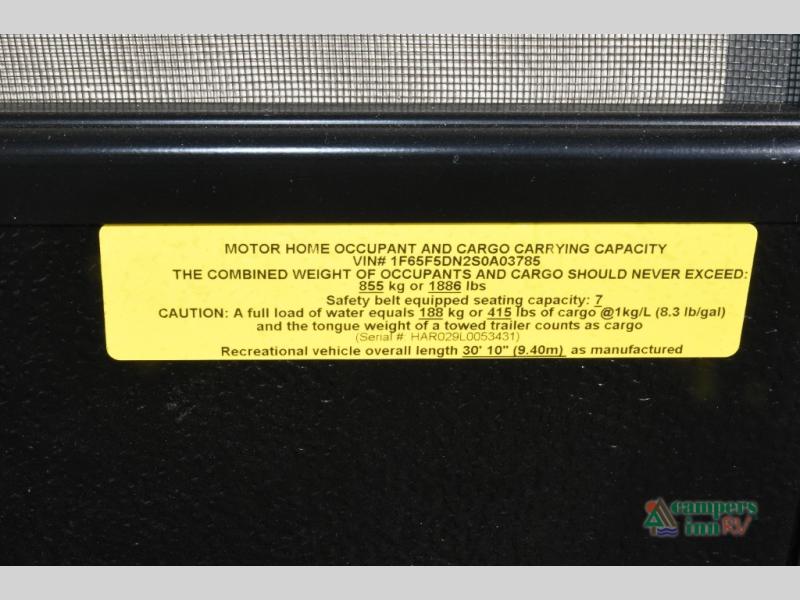 MOTOR HOME OCCUPANT AND CARGO CARRYING CAPACITY
VIN# 1F65F5DN2S0A03785
THE COMBINED WEIGHT OF OCCUPANTS AND CARGO SHOULD NEVER EXCEED:
855 kg or 1886 lbs
Safety belt equipped seating capacity: 7
CAUTION: A full load of water equals 188 kg or 415 lbs of cargo @1kg/L (8.3 lb/gal)
and the tongue weight of a towed trailer counts as cargo
(Serial # HAR029L0053431)
Recreational vehicle overall length 30' 10" (9.40m) as manufactured
campers
inn RV